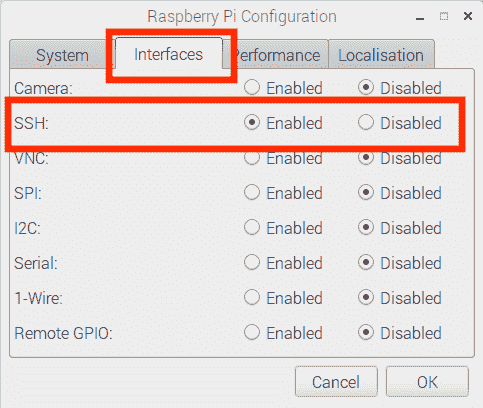 Raspberry Pi Configuration
System Interfaces Performance Localisation
Camera: Enabled Disabled
SSH: Enabled Disabled
VNC: Enabled Disabled
SPI: Enabled Disabled
I2C: Enabled Disabled
Serial: Enabled Disabled
1-Wire: Enabled Disabled
Remote GPIO: Enabled Disabled
Cancel OK